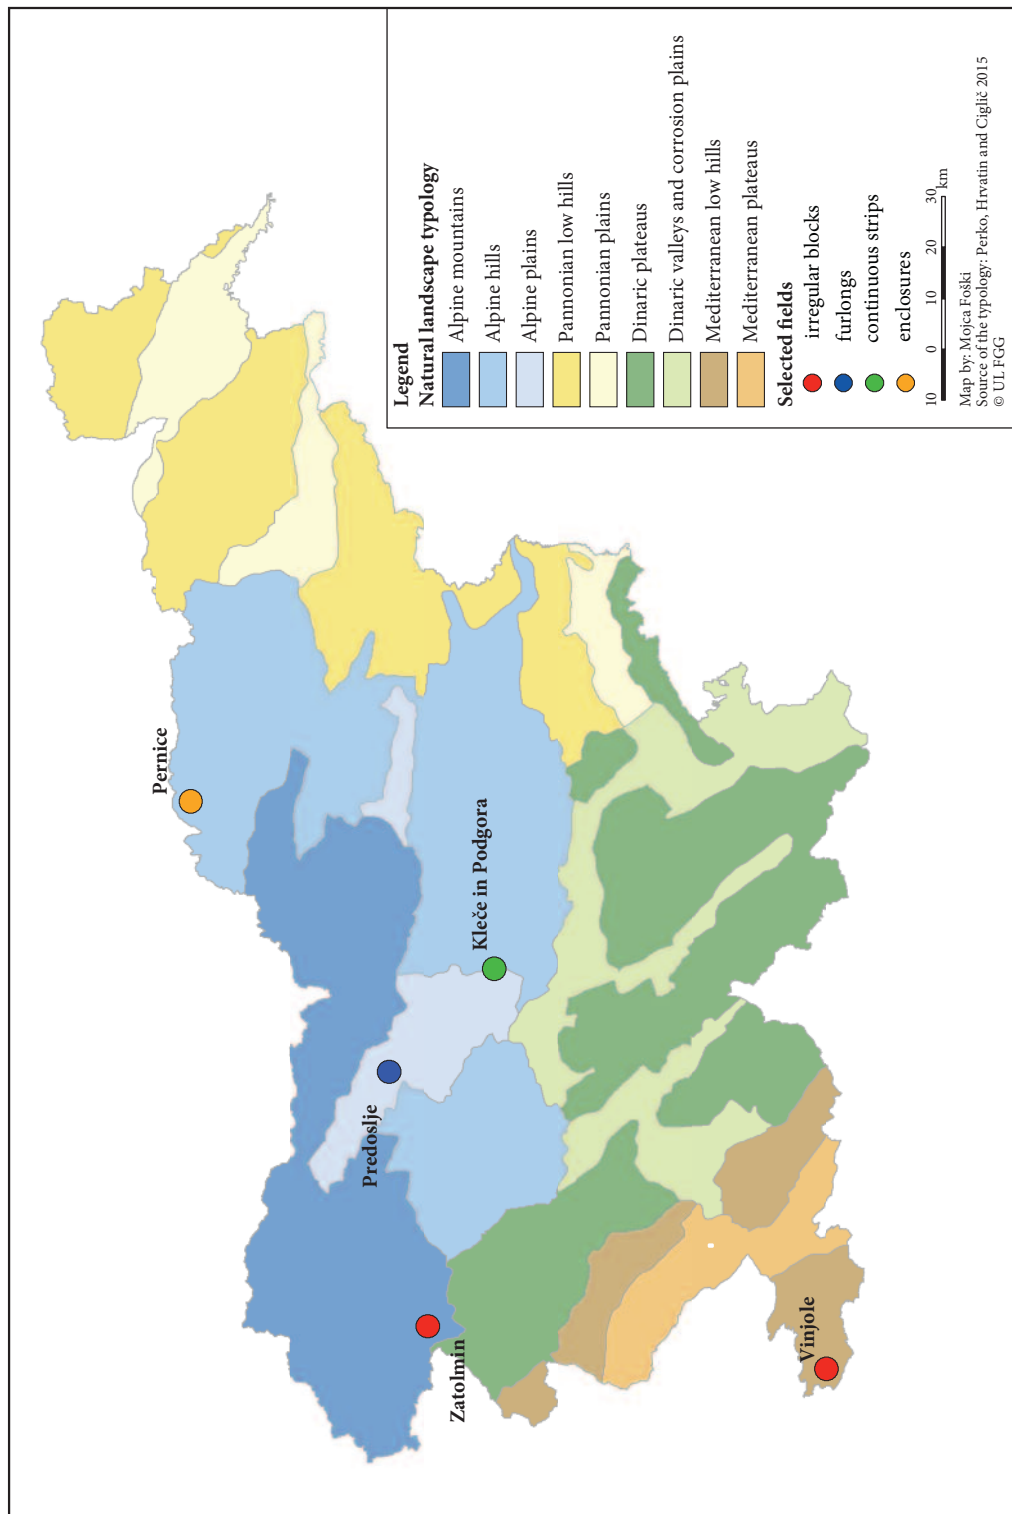 Pernice
Predoslje
Kleče in Podgora
Zatolmin
Vinjole
Legend
Natural landscape typology
Alpine mountains
Alpine hills
Alpine plains
Pannonian low hills
Pannonian plains
Dinaric plateaus
Dinaric valleys and corrosion plains
Mediterranean low hills
Mediterranean plateaus
Selected fields
irregular blocks
furlongs
continuous strips
enclosures
10 0 10 20 30
km
Map by: Mojca Foški
Source of the typology: Perko, Hrvatin and Ciglič 2015
© UL FGG